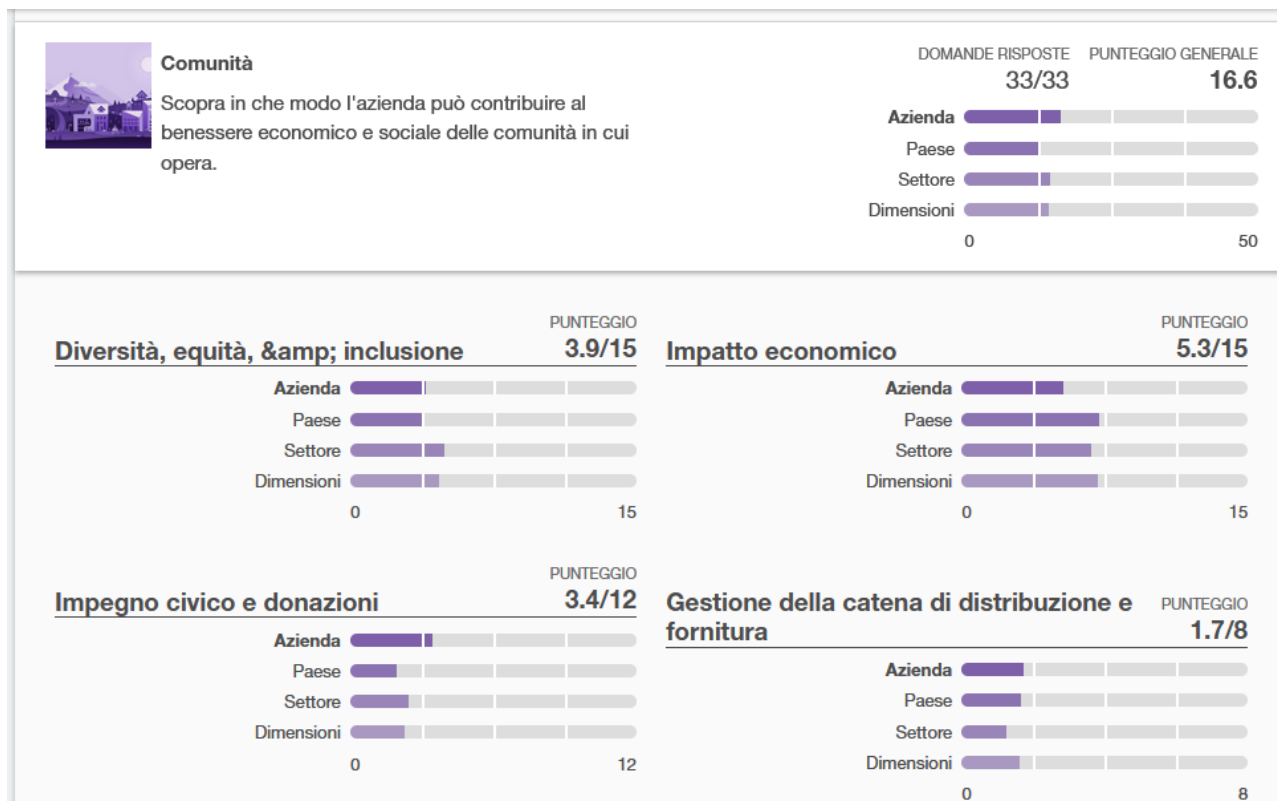 Comunità
Scopra in che modo l'azienda può contribuire al
benessere economico e sociale delle comunità in cui
opera.
DOMANDE RISPOSTE PUNTEGGIO GENERALE
33/33 16.6
Azienda
Paese
Settore
Dimensioni
0 50
PUNTEGGIO
Diversità, equità, &amp; inclusione 3.9/15
Azienda
Paese
Settore
Dimensioni
0 15
PUNTEGGIO
Impatto economico 5.3/15
Azienda
Paese
Settore
Dimensioni
0 15
PUNTEGGIO
Impegno civico e donazioni 3.4/12
Azienda
Paese
Settore
Dimensioni
0 12
Gestione della catena di distribuzione e PUNTEGGIO
fornitura 1.7/8
Azienda
Paese
Settore
Dimensioni
0 8